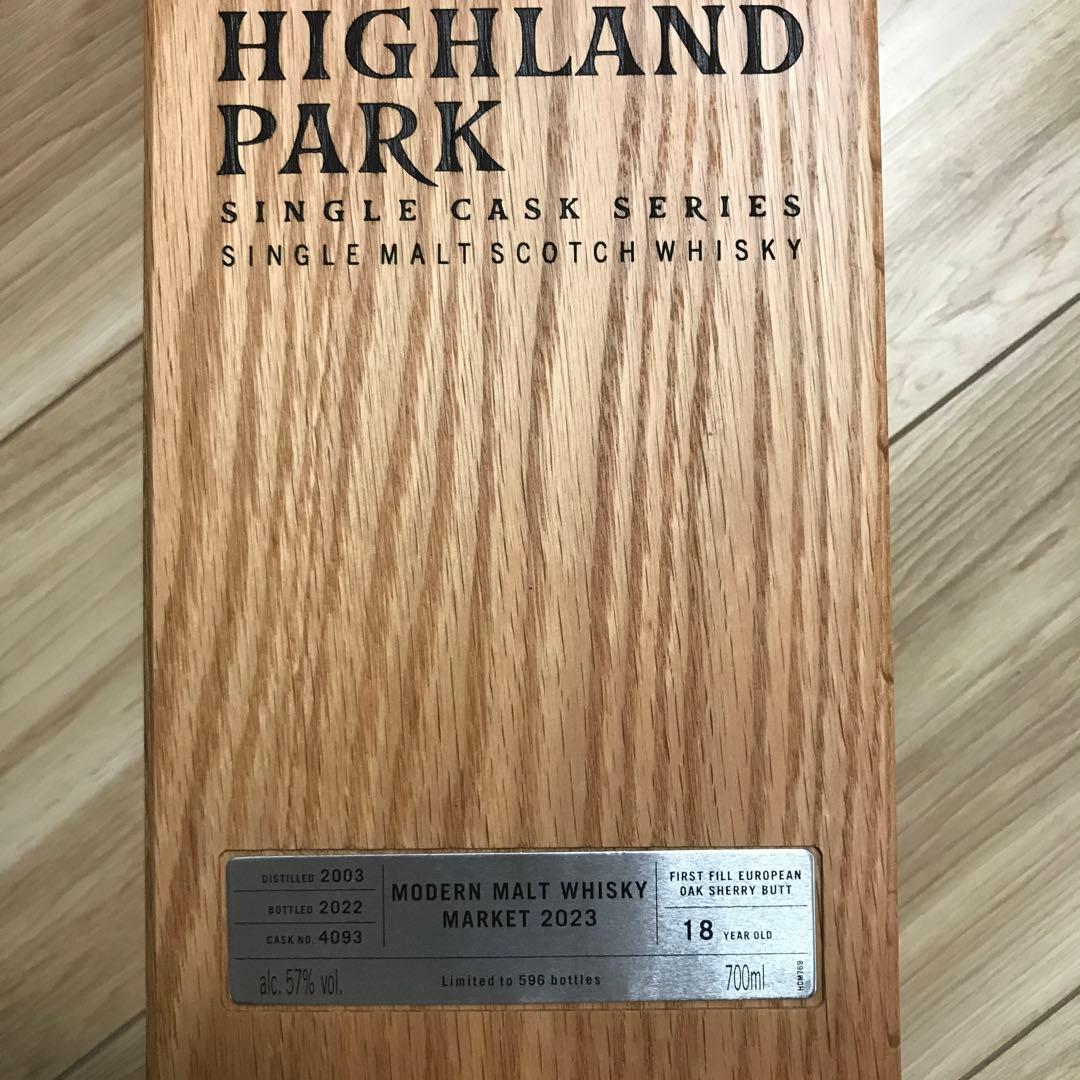 HIGHLAND
PARK
SINGLE CASK SERIES
SINGLE MALT SCOTCH WHISKY
DISTILLED 2003
BOTTLED 2022
CASK NO. 4093
MODERN MALT WHISKY
MARKET 2023
FIRST FILL EUROPEAN
OAK SHERRY BUTT
18 YEAR OLD
alc. 57% vol.
Limited to 596 bottles
700ml
HCM769